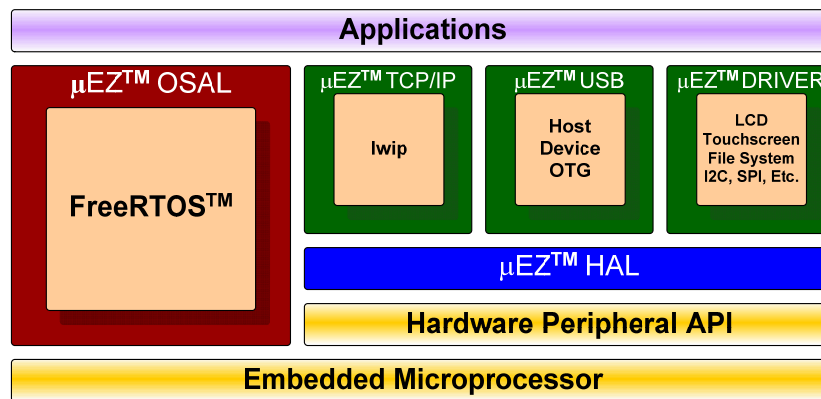 Applications
μEZ™ OSAL
FreeRTOS™
μEZ™ TCP/IP
lwip
μEZ™ USB
Host
Device
OTG
μEZ™ DRIVER
LCD
Touchscreen
File System
I2C, SPI, Etc.
μEZ™ HAL
Hardware Peripheral API
Embedded Microprocessor